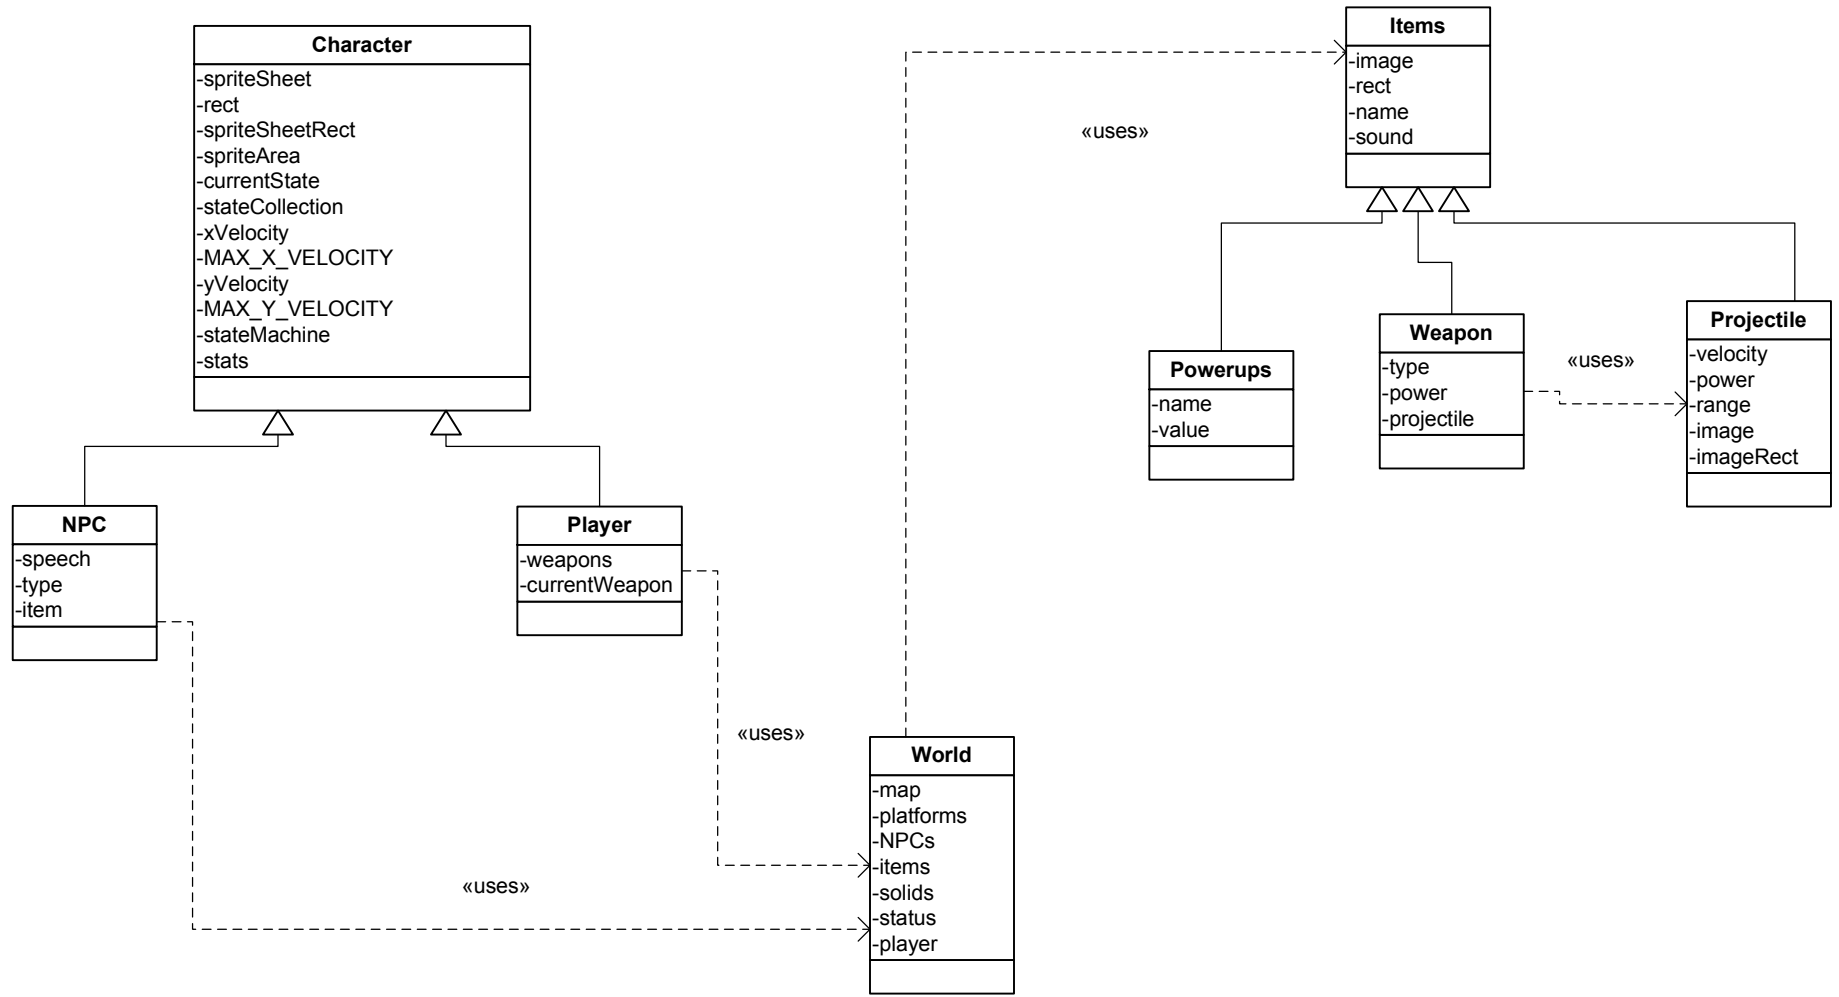 Character
-spriteSheet
-rect
-spriteSheetRect
-spriteArea
-currentState
-stateCollection
-xVelocity
-MAX_X_VELOCITY
-yVelocity
-MAX_Y_VELOCITY
-stateMachine
-stats
Items
-image
-rect
-name
-sound
«uses»
Powerups
-name
-value
Weapon
-type
-power
-projectile
«uses»
Projectile
-velocity
-power
-range
-image
-imageRect
NPC
-speech
-type
-item
Player
-weapons
-currentWeapon
«uses»
«uses»
World
-map
-platforms
-NPCs
-items
-solids
-status
-player